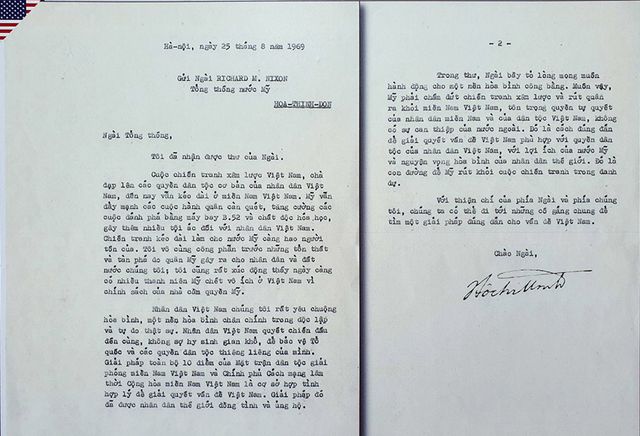 Hà-nội, ngày 25 tháng 8 năm 1969
Gửi Ngài RICHARD M. NIXON
Tổng thống nước Mỹ
HOA-THỊNH-ĐỐN
Ngài Tổng thống,
Tôi đã nhận được thư của Ngài.
Cuộc chiến tranh xâm lược Việt Nam, chà
đạp lên các quyền dân tộc cơ bản của nhân dân Việt
Nam, đến nay vẫn kéo dài ở miền Nam Việt Nam. Mỹ vẫn
đẩy mạnh các cuộc hành quân càn quét, tăng cường các
cuộc đánh phá bằng máy bay B.52 và chất độc hóa học,
gây thêm nhiều tội ác đối với nhân dân Việt Nam.
Chiến tranh kéo dài làm cho nước Mỹ càng hao người
tốn của. Tôi vô cùng công phẫn trước những tổn thất
và tàn phá do quân Mỹ gây ra cho nhân dân và đất
nước chúng tôi; tôi cũng rất xúc động thấy ngày càng
có nhiều thanh niên Mỹ chết vô ích ở Việt Nam vì
chính sách của nhà cầm quyền Mỹ.
Nhân dân Việt Nam chúng tôi rất yêu chuộng
hòa bình, một nền hòa bình chân chính trong độc lập
và tự do thật sự. Nhân dân Việt Nam quyết chiến đấu
đến cùng, không sợ hy sinh gian khổ, để bảo vệ Tổ
quốc và các quyền dân tộc thiêng liêng của mình.
Giải pháp toàn bộ 10 điểm của Mặt trận dân tộc giải
phóng miền Nam Việt Nam và Chính phủ Cách mạng lâm
thời Cộng hòa miền Nam Việt Nam là cơ sở hợp tình
hợp lý để giải quyết vấn đề Việt Nam. Giải pháp đó
đã được nhân dân thế giới đồng tình và ủng hộ.
- 2 -
Trong thư, Ngài bày tỏ lòng mong muốn
hành động cho một nền hòa bình công bằng. Muốn vậy,
Mỹ phải chấm dứt chiến tranh xâm lược và rút quân
ra khỏi miền Nam Việt Nam, tôn trọng quyền tự quyết
của nhân dân miền Nam và của dân tộc Việt Nam, không
có sự can thiệp của nước ngoài. Đó là cách đúng đắn
để giải quyết vấn đề Việt Nam phù hợp với quyền dân
tộc của nhân dân Việt Nam, với lợi ích của nước Mỹ
và nguyện vọng hòa bình của nhân dân thế giới. Đó là
con đường để Mỹ rút khỏi cuộc chiến tranh trong danh
dự.
Với thiện chí của phía Ngài và phía chúng
tôi, chúng ta có thể đi tới những cố gắng chung để
tìm một giải pháp đúng đắn cho vấn đề Việt Nam.
Chào Ngài,
Hồ Chí Minh